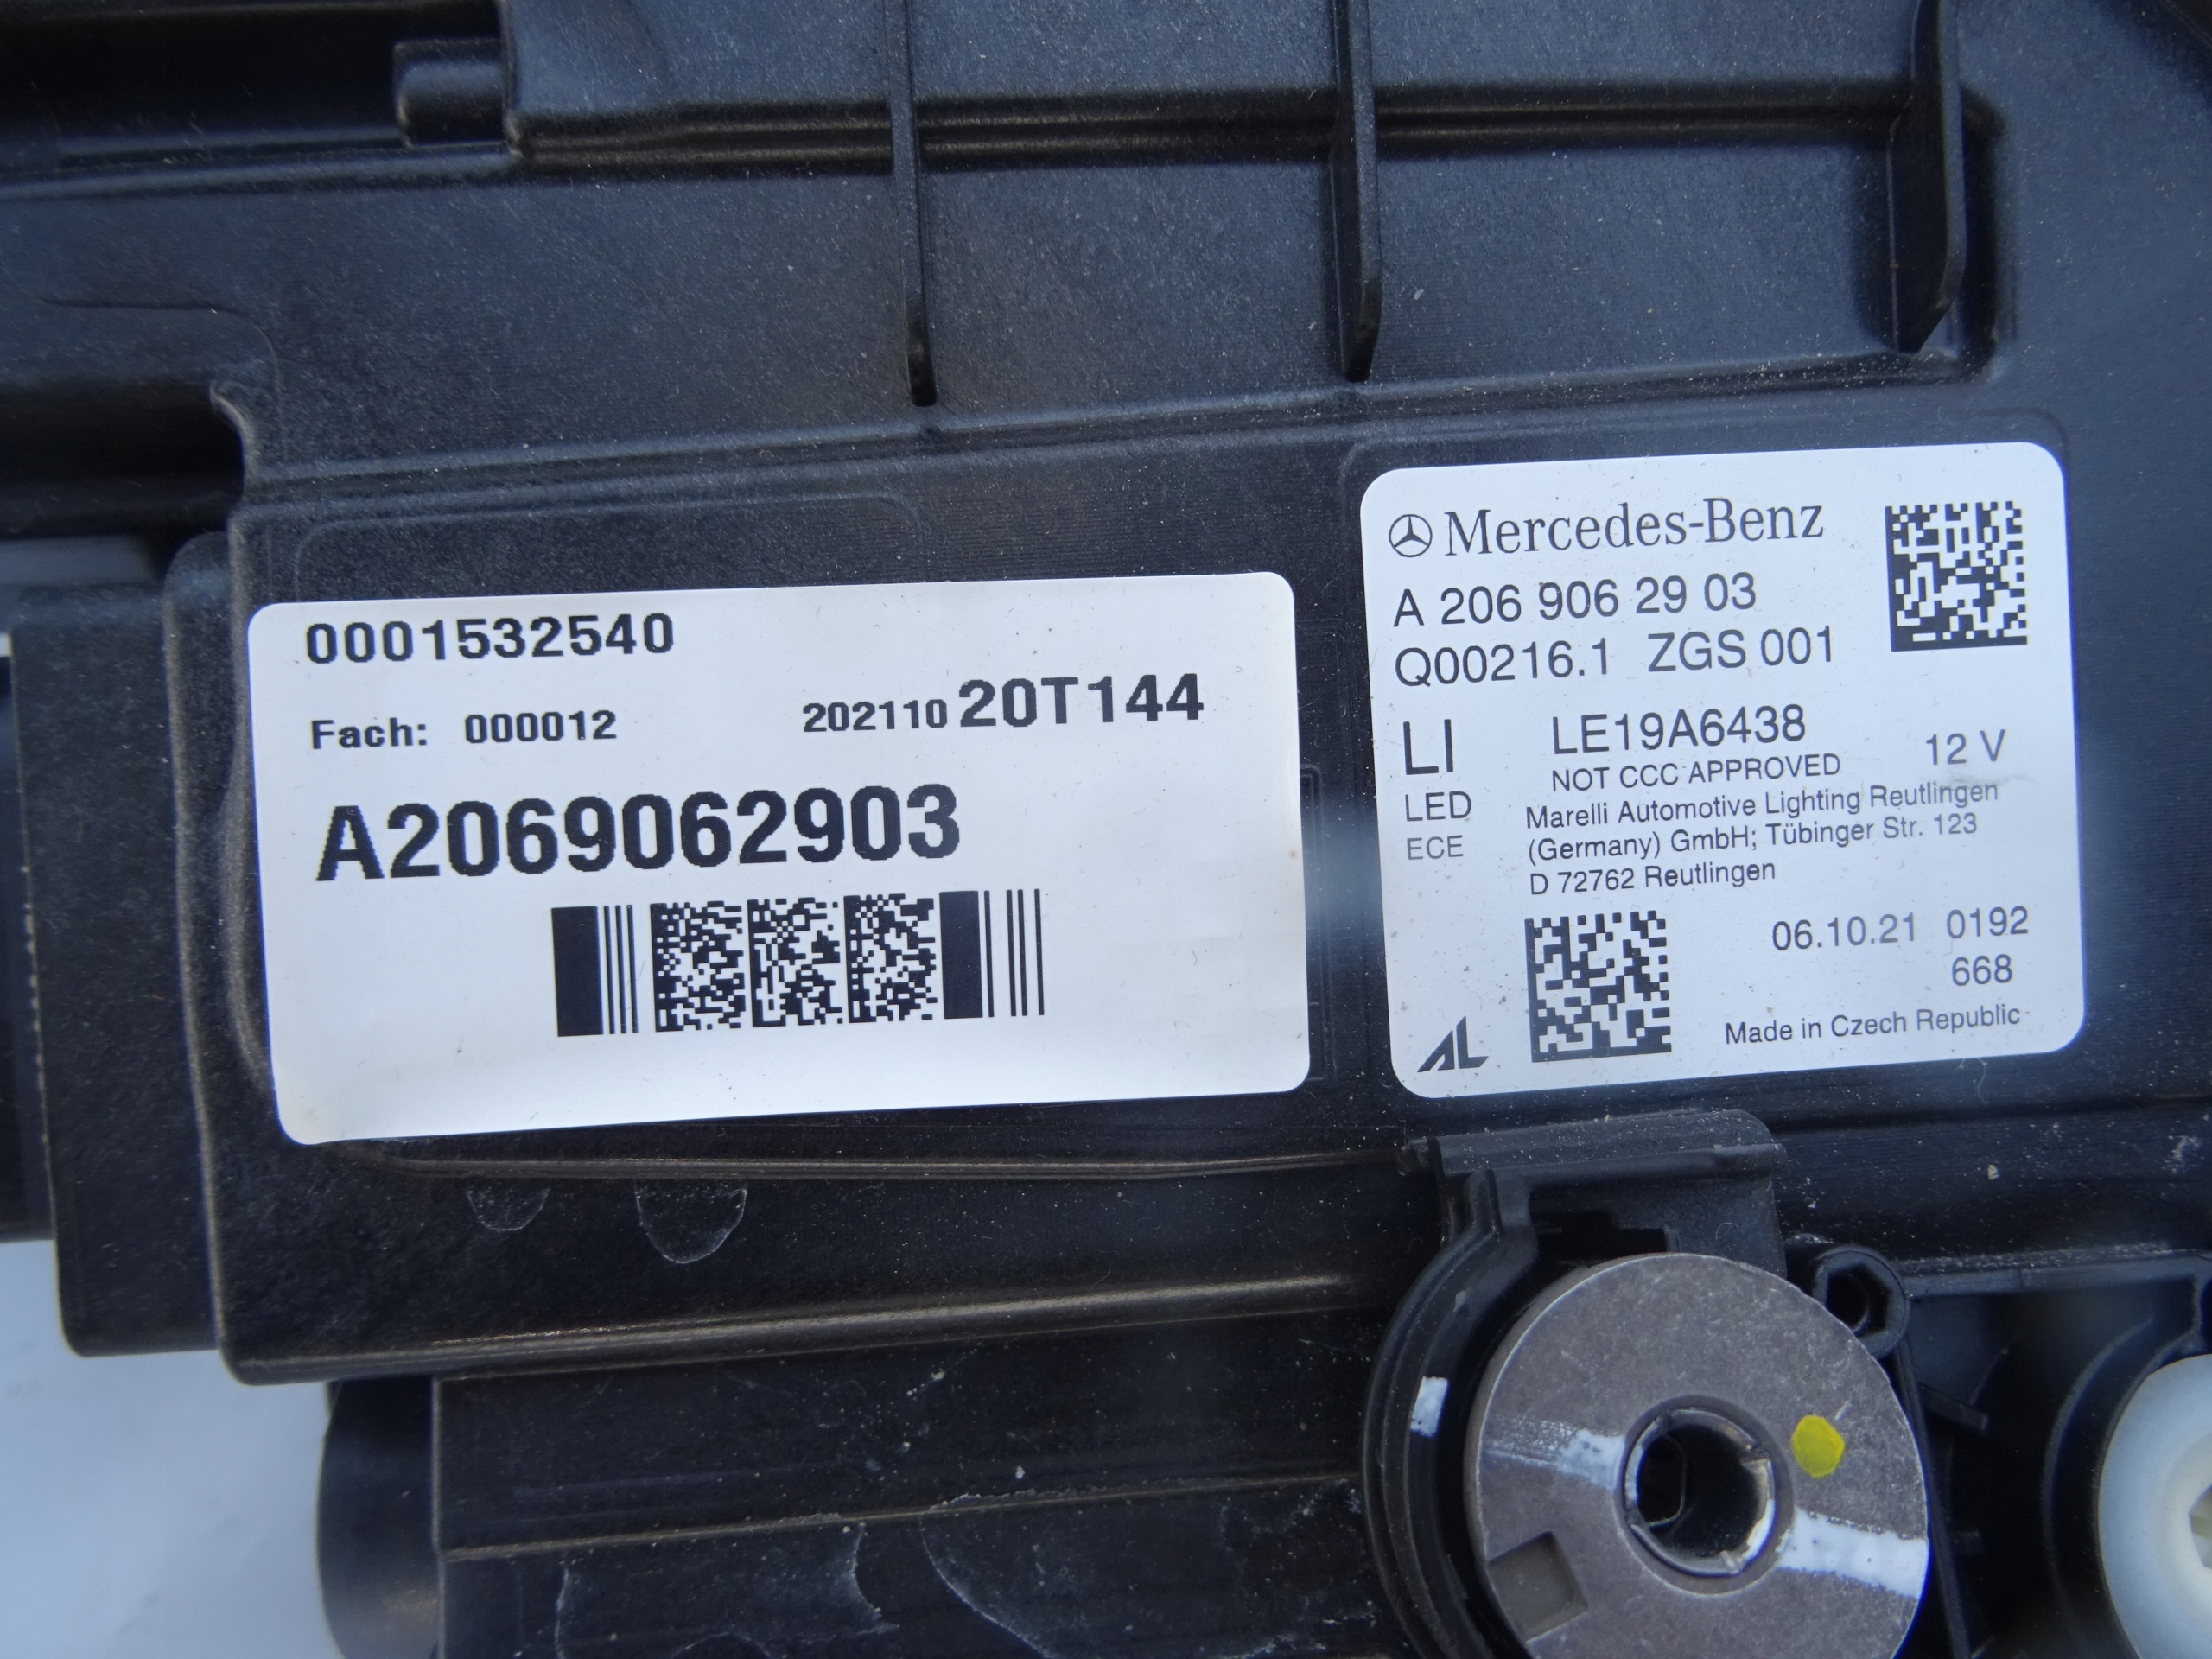 0001532540
Fach: 000012 202110 20T144
A2069062903
Mercedes-Benz
A 206 906 29 03
Q00216.1 ZGS 001
LI LE19A6438
NOT CCC APPROVED 12 V
LED
ECE
Marelli Automotive Lighting Reutlingen
(Germany) GmbH; Tübinger Str. 123
D 72762 Reutlingen
06.10.21 0192
668
AL
Made in Czech Republic